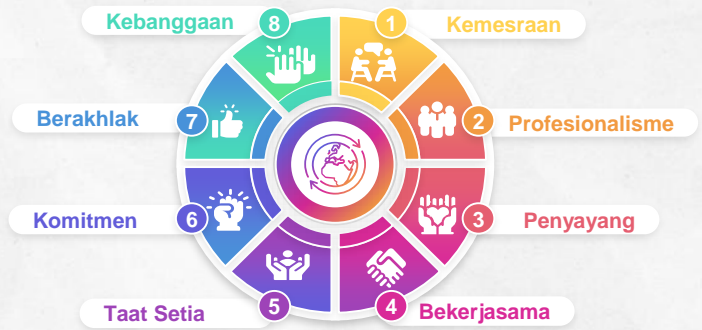 1 Kemesraan
2 Profesionalisme
3 Penyayang
4 Bekerjasama
5 Taat Setia
6 Komitmen
7 Berakhlak
8 Kebanggaan